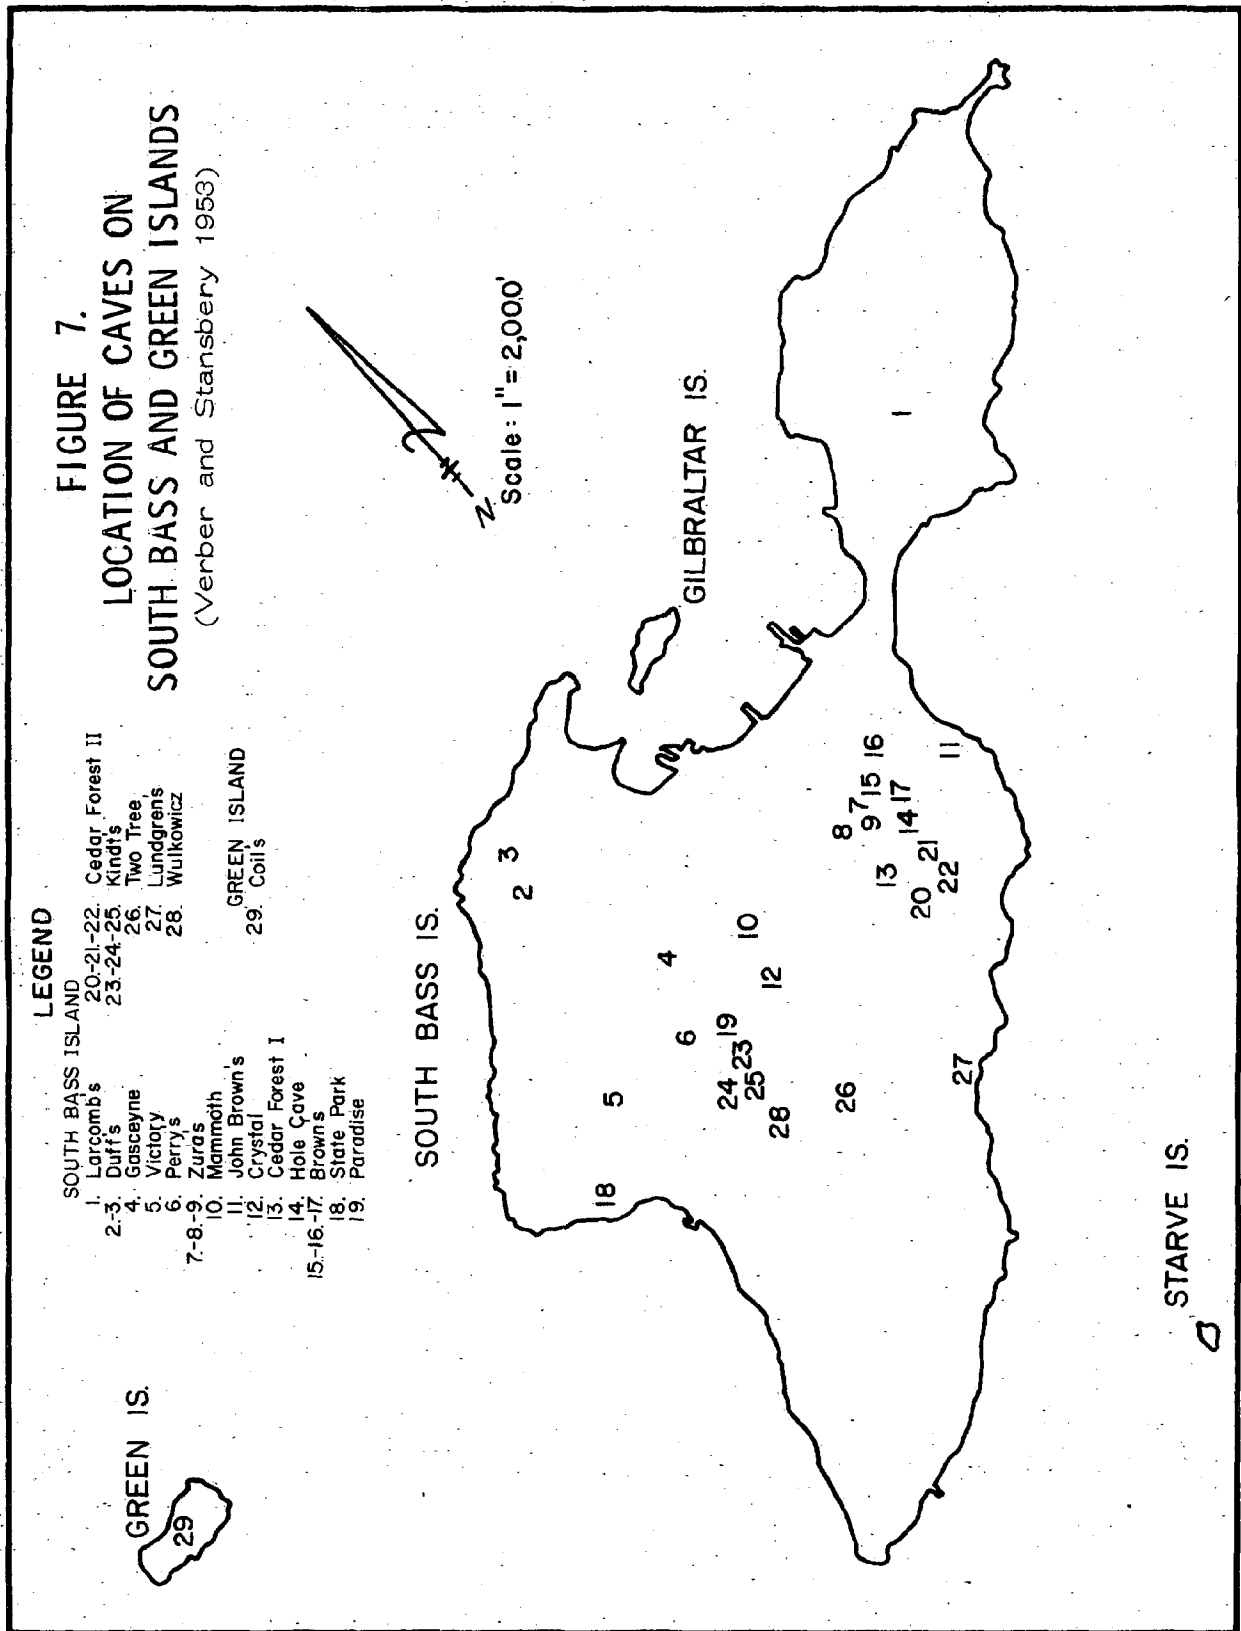 FIGURE 7.
LOCATION OF CAVES ON
SOUTH BASS AND GREEN ISLANDS
(Verber and Stansbery 1953)
LEGEND
SOUTH BASS ISLAND
1. Larcomb's
2.-3. Duff's
4. Gasceyne
5. Victory
6. Perry's
7.-8.-9. Zura's
10. Mammoth
11. John Brown's
12. Crystal
13. Cedar Forest I
14. Hole Cave
15.-16.-17. Browns
18. State Park
19. Paradise
20.-21.-22. Cedar Forest II
23.-24.-25. Kindt's
26. Two Tree
27. Lundgrens
28. Wulkowicz
GREEN ISLAND
29. Coil's
N
Scale: 1" = 2,000'
GREEN IS.
29
SOUTH BASS IS.
GILBRALTAR IS.
STARVE IS.
18
5
2
3
4
6
24
25
23
19
28
12
10
26
27
13
8
9
7
15
16
14
17
20
21
22
11
1